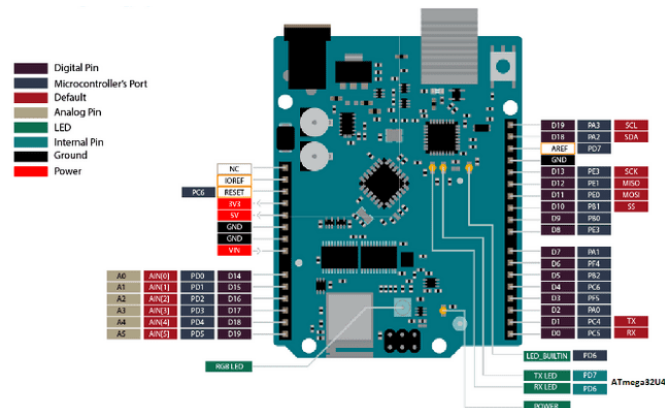 Digital Pin
Microcontroller's Port
Default
Analog Pin
LED
Internal Pin
Ground
Power
NC
IOREF
PC6 RESET
3V3
5V
GND
GND
VIN
A0 AIN[0] PD0 D14
A1 AIN[1] PD1 D15
A2 AIN[2] PD2 D16
A3 AIN[3] PD3 D17
A4 AIN[4] PD4 D18
A5 AIN[5] PD5 D19
RGB LED
D19 PA3 SCL
D18 PA2 SDA
AREF PD7
GND
D13 PE3 SCK
D12 PE1 MISO
D11 PE0 MOSI
D10 PB1 SS
D9 PB0
D8 PE3
D7 PA1
D6 PF4
D5 PB2
D4 PC6
D3 PF5
D2 PA0
D1 PC4 TX
D0 PC5 RX
LED_BUILTIN PD6
TX LED PD7
RX LED PD6
ATmega32U4
POWER